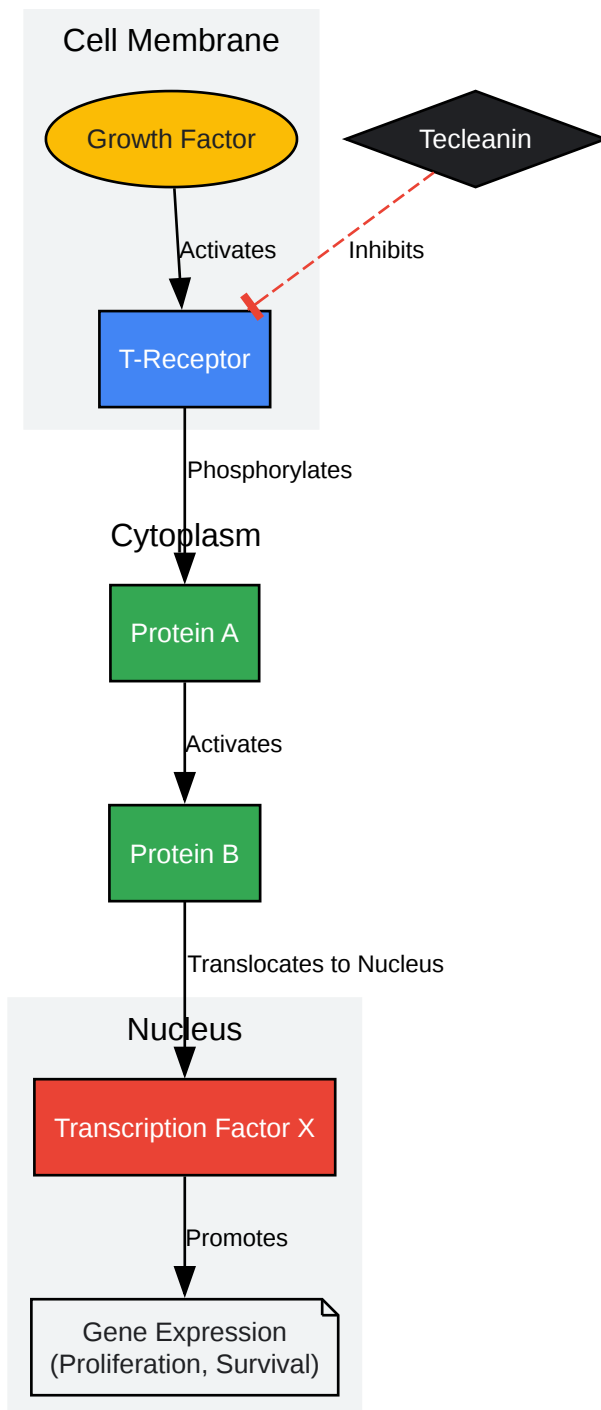 Cell Membrane
Growth Factor
Tecleanin
Activates
Inhibits
T-Receptor
Phosphorylates
Cytoplasm
Protein A
Activates
Protein B
Translocates to Nucleus
Nucleus
Transcription Factor X
Promotes
Gene Expression
(Proliferation, Survival)